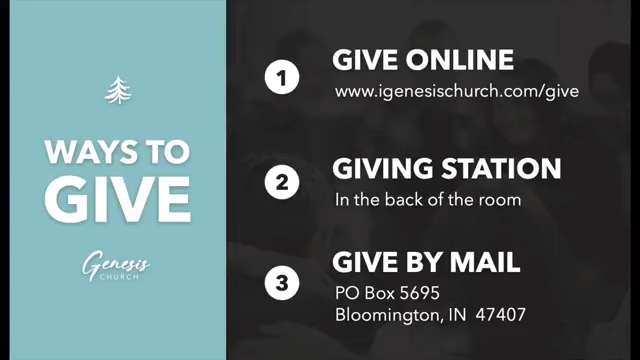 WAYS TO
GIVE
Genesis
CHURCH
1
GIVE ONLINE
www.igenesischurch.com/give
2
GIVING STATION
In the back of the room
3
GIVE BY MAIL
PO Box 5695
Bloomington, IN 47407